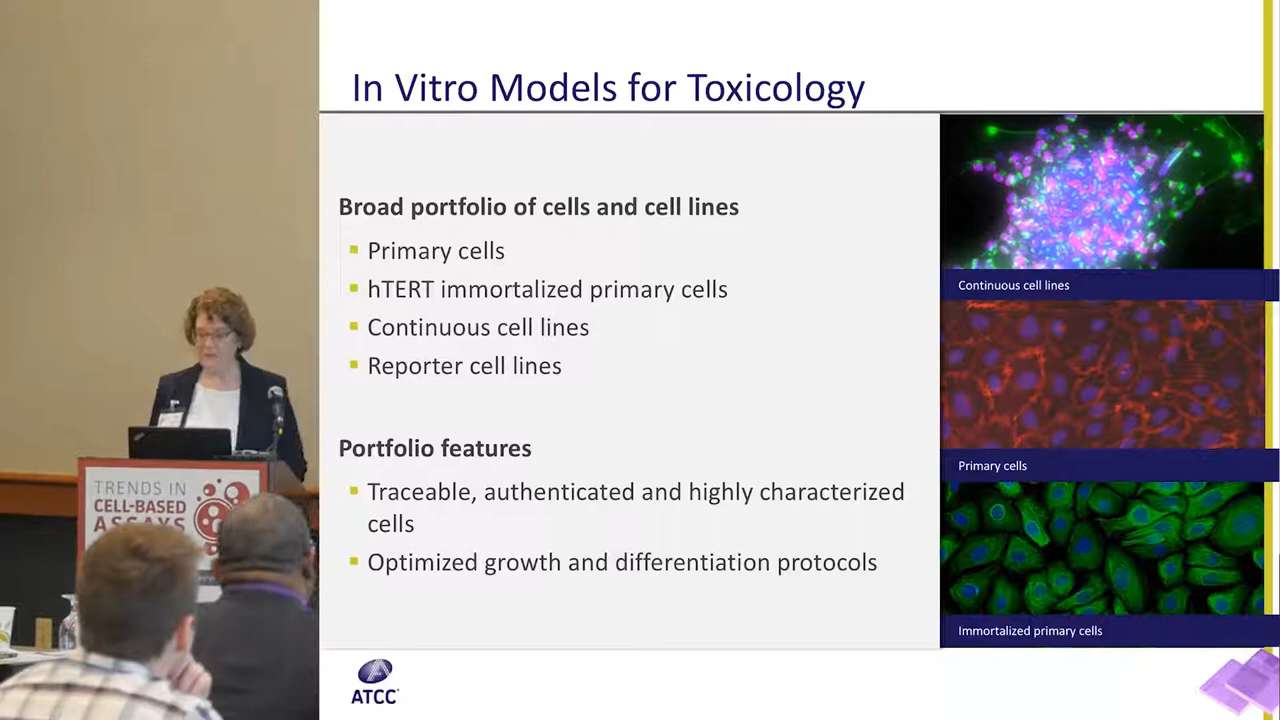 In Vitro Models for Toxicology
Broad portfolio of cells and cell lines
Primary cells
hTERT immortalized primary cells
Continuous cell lines
Reporter cell lines
Portfolio features
Traceable, authenticated and highly characterized
cells
Optimized growth and differentiation protocols
Continuous cell lines
Primary cells
Immortalized primary cells
ATCC
TRENDS IN
CELL-BASED
ASSAYS